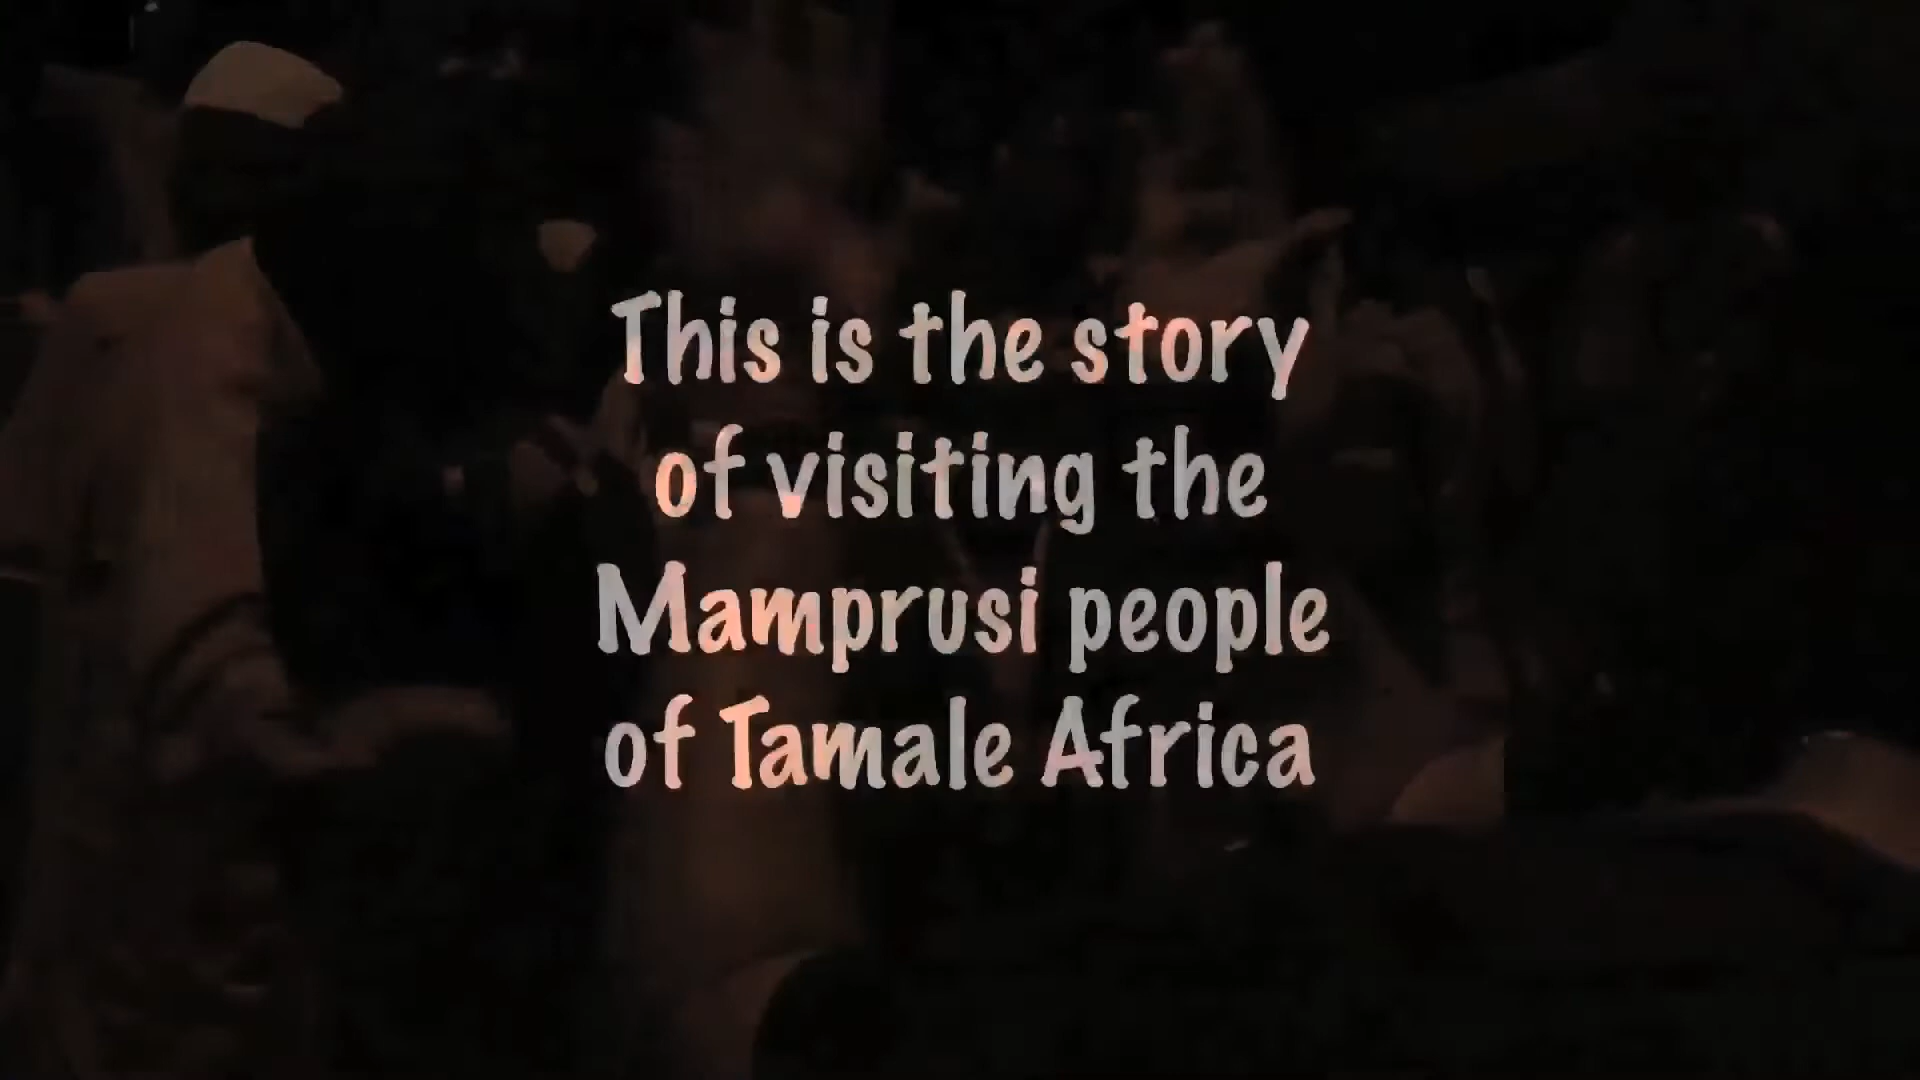 This is the story
of visiting the
Mamprusi people
of Tamale Africa